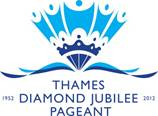 THAMES
1952 DIAMOND JUBILEE 2012
PAGEANT